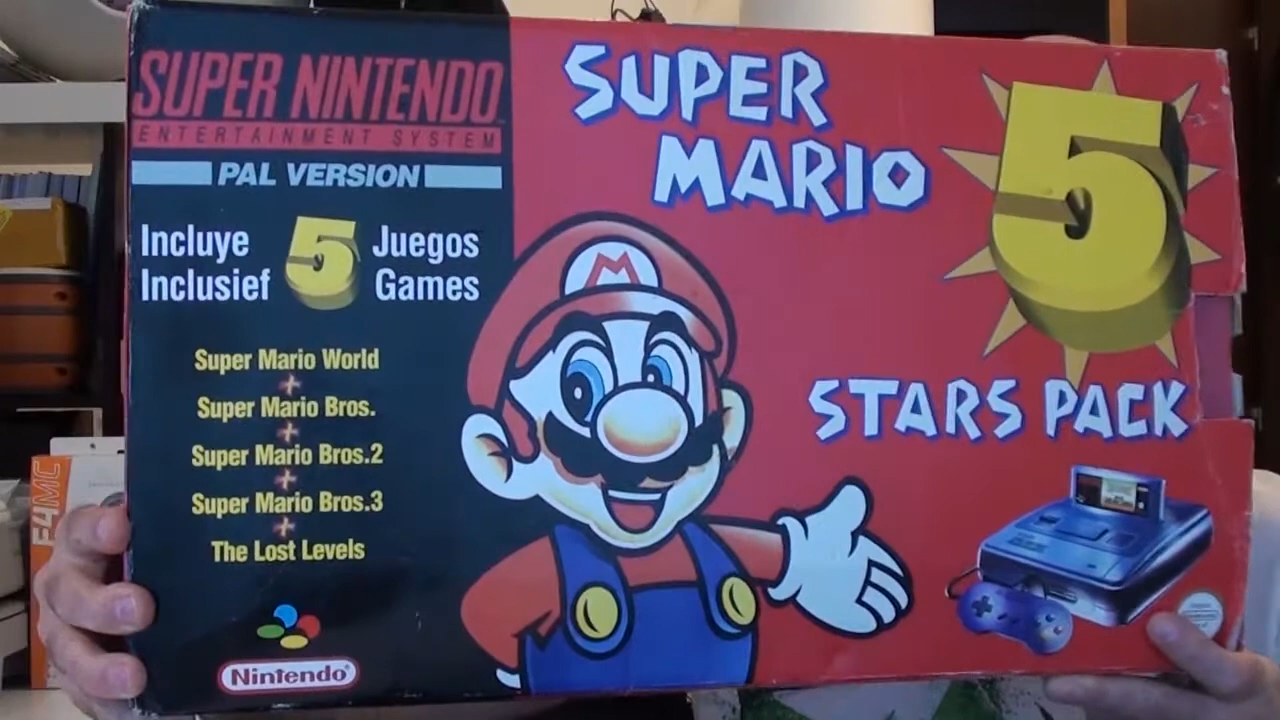 SUPER NINTENDO
ENTERTAINMENT SYSTEM
PAL VERSION
Incluye 5 Juegos
Inclusief Games
Super Mario World
+
Super Mario Bros.
+
Super Mario Bros.2
+
Super Mario Bros.3
+
The Lost Levels
Nintendo®
SUPER
MARIO
5
STARS PACK
M
F4MC